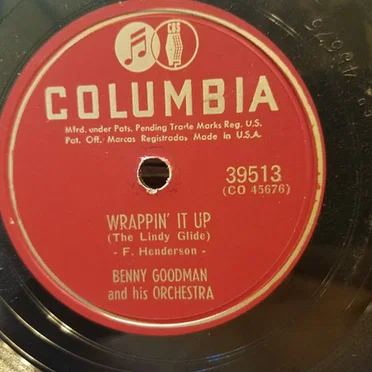 CBS
COLUMBIA
Mfrd. under Pats. Pending Trade Marks Reg. U.S.
Pat. Off. Marcas Registradas Made in U.S.A.
39513
(CO 45676)
WRAPPIN' IT UP
(The Lindy Glide)
- F. Henderson -
BENNY GOODMAN
and his ORCHESTRA